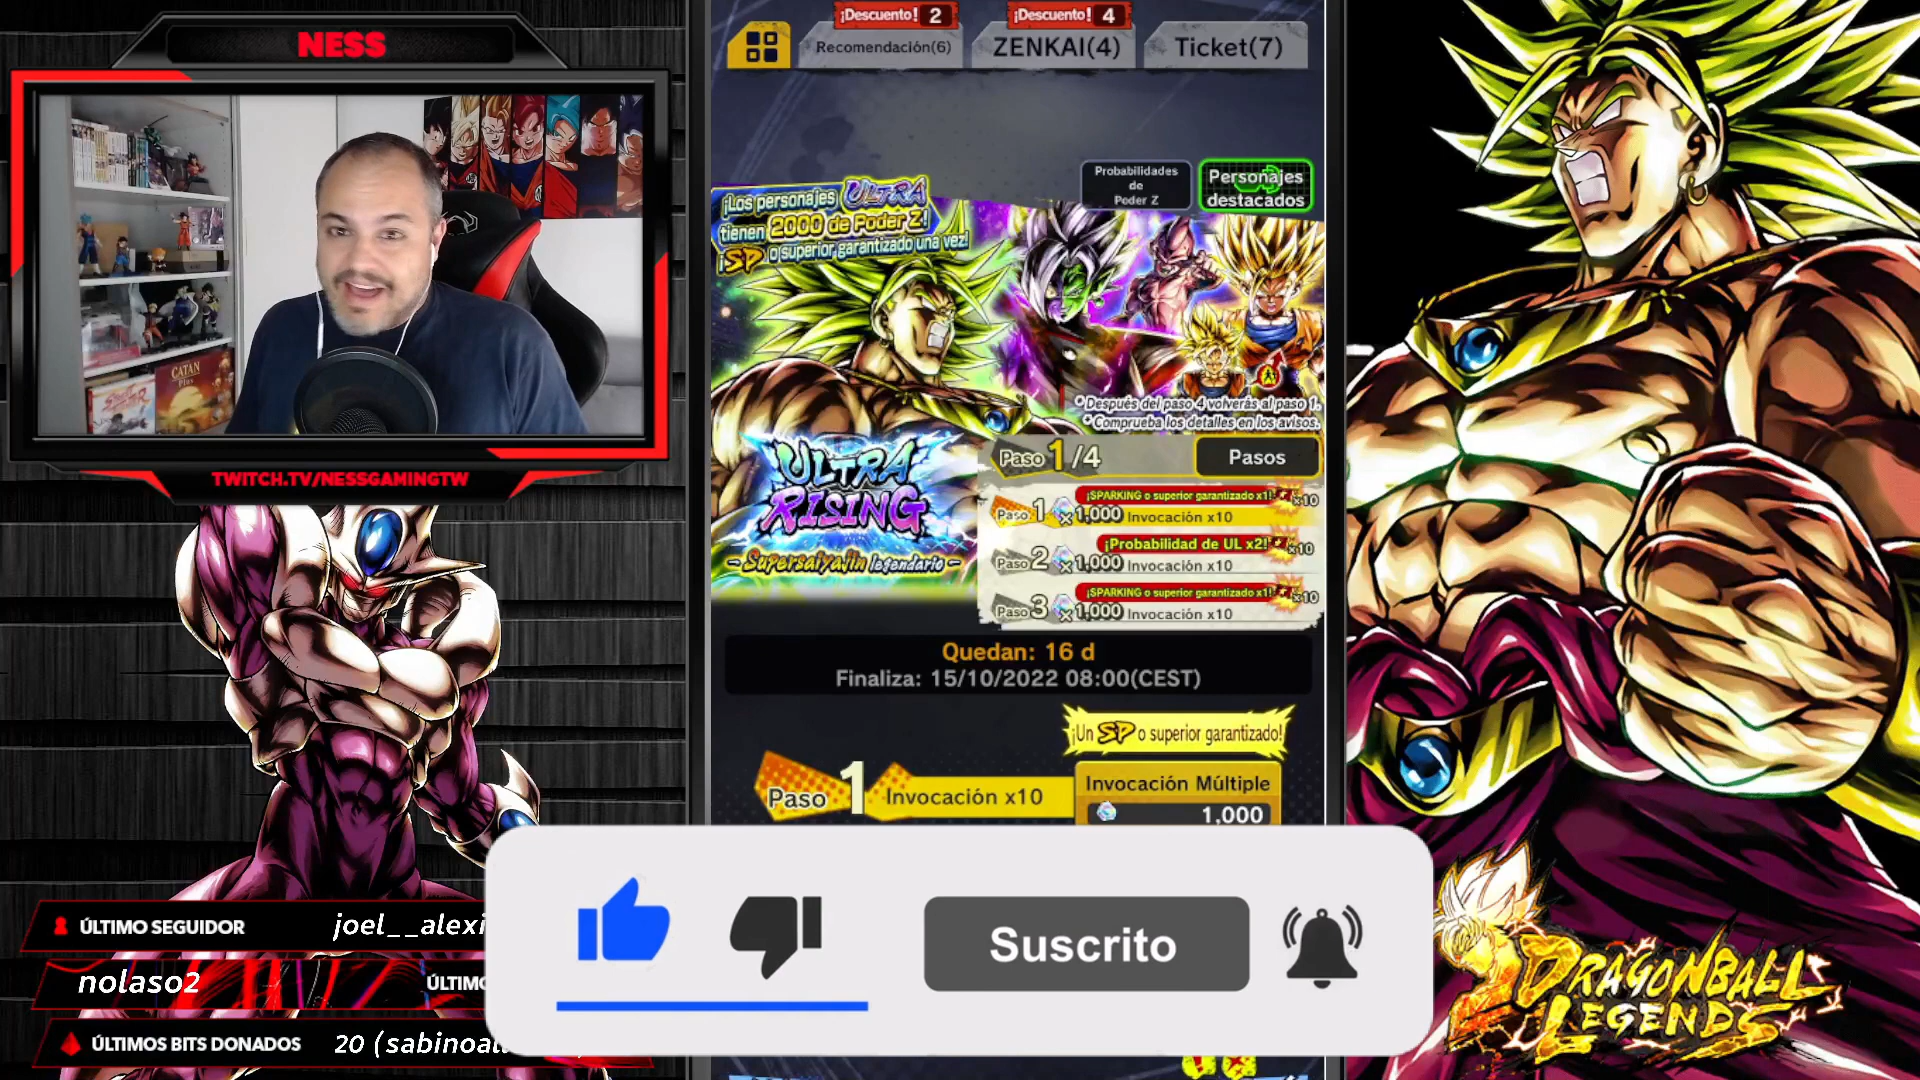 NESS
TWITCH.TV/NESSGAMINGTW
CATAN
ÚLTIMO SEGUIDOR
joel__alexi
nolaso2
ÚLTIMO
ÚLTIMOS BITS DONADOS
20 (sabinoa
¡Descuento! 2
Recomendación(6)
¡Descuento! 4
ZENKAI(4)
Ticket(7)
Probabilidades
de
Poder Z
Personajes
destacados
¡Los personajes ULTRA
tienen 2000 de Poder Z!
¡SP o superior garantizado una vez!
*Después del paso 4 volverás al paso 1.
*Comprueba los detalles en los avisos.
ULTRA
RISING
-Supersaiyajin legendario-
Paso 1/4
Pasos
¡SPARKING o superior garantizado x1! x10
Paso 1 x1,000 Invocación x10
¡Probabilidad de UL x2! x10
Paso 2 x1,000 Invocación x10
¡SPARKING o superior garantizado x1! x10
Paso 3 x1,000 Invocación x10
Quedan: 16 d
Finaliza: 15/10/2022 08:00(CEST)
¡Un SP o superior garantizado!
Paso 1
Invocación x10
Invocación Múltiple
1,000
Suscrito
DRAGONBALL
LEGENDS